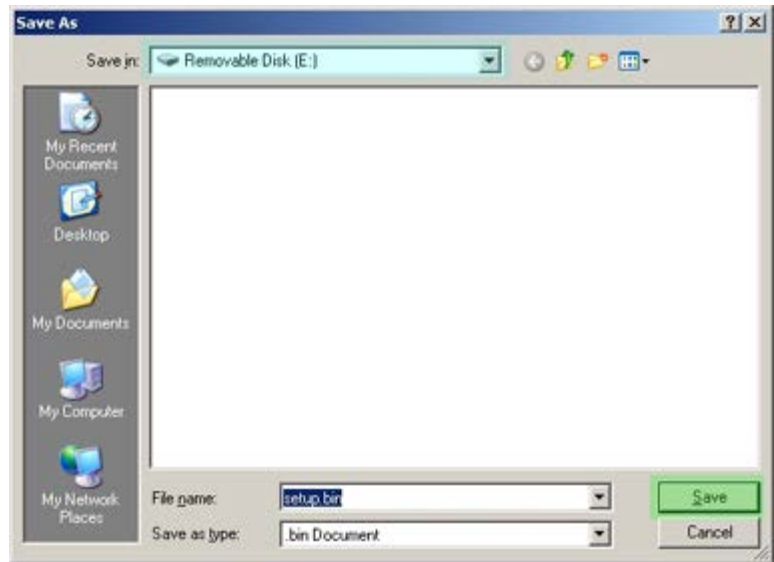 Save As
Save in:
Removable Disk (E:)
My Recent
Documents
Desktop
My Documents
My Computer
My Network
Places
File name:
setup.bin
Save
Save as type:
.bin Document
Cancel